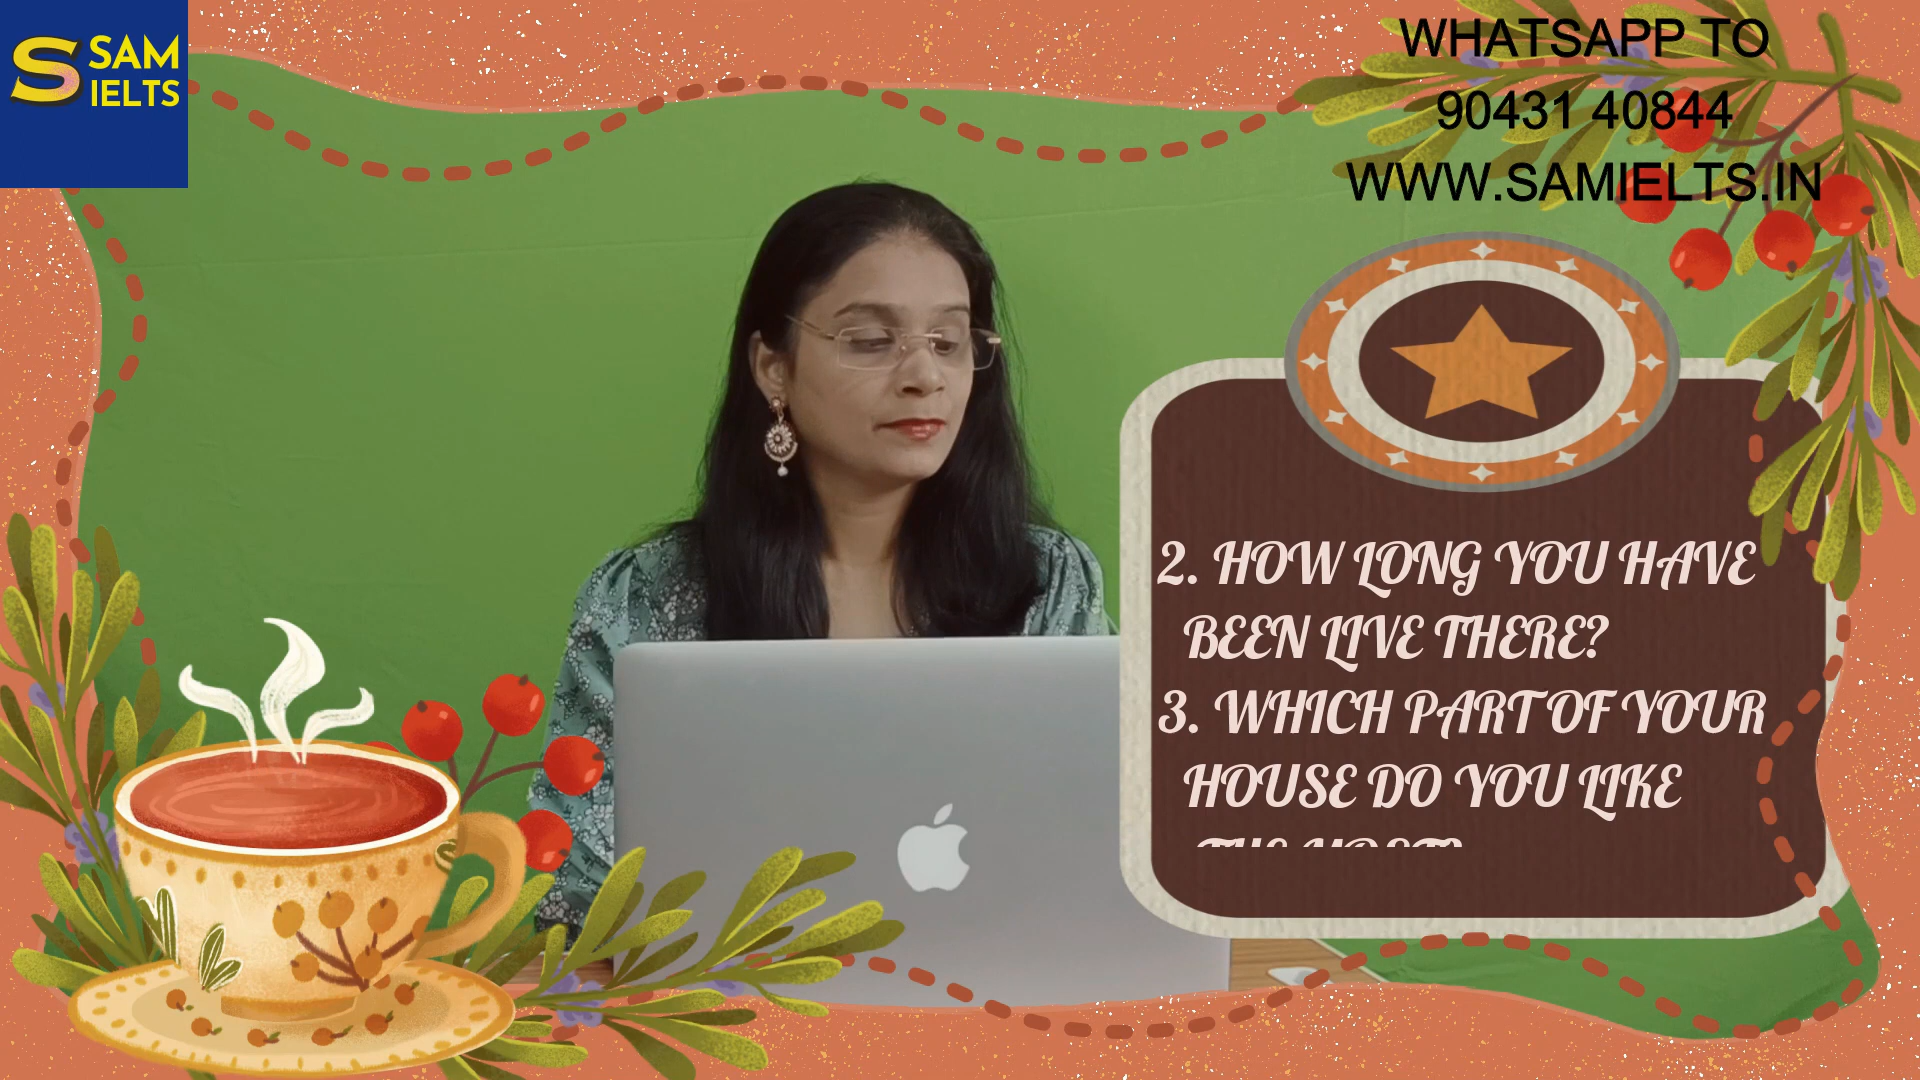 S SAM
IELTS
WHATSAPP TO
90431 40844
WWW.SAMIELTS.IN
2. HOW LONG YOU HAVE
BEEN LIVE THERE?
3. WHICH PART OF YOUR
HOUSE DO YOU LIKE